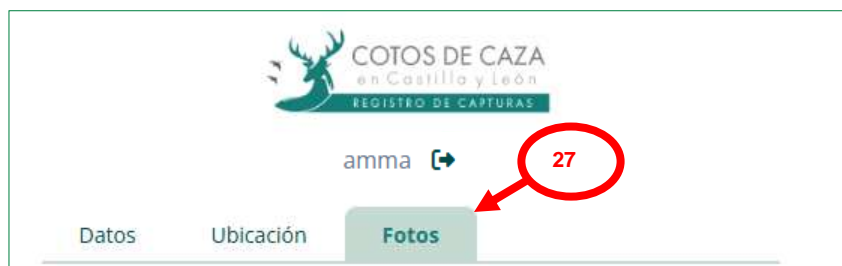 COTOS DE CAZA
en Castilla y León
REGISTRO DE CAPTURAS
amma
27
Datos Ubicación Fotos